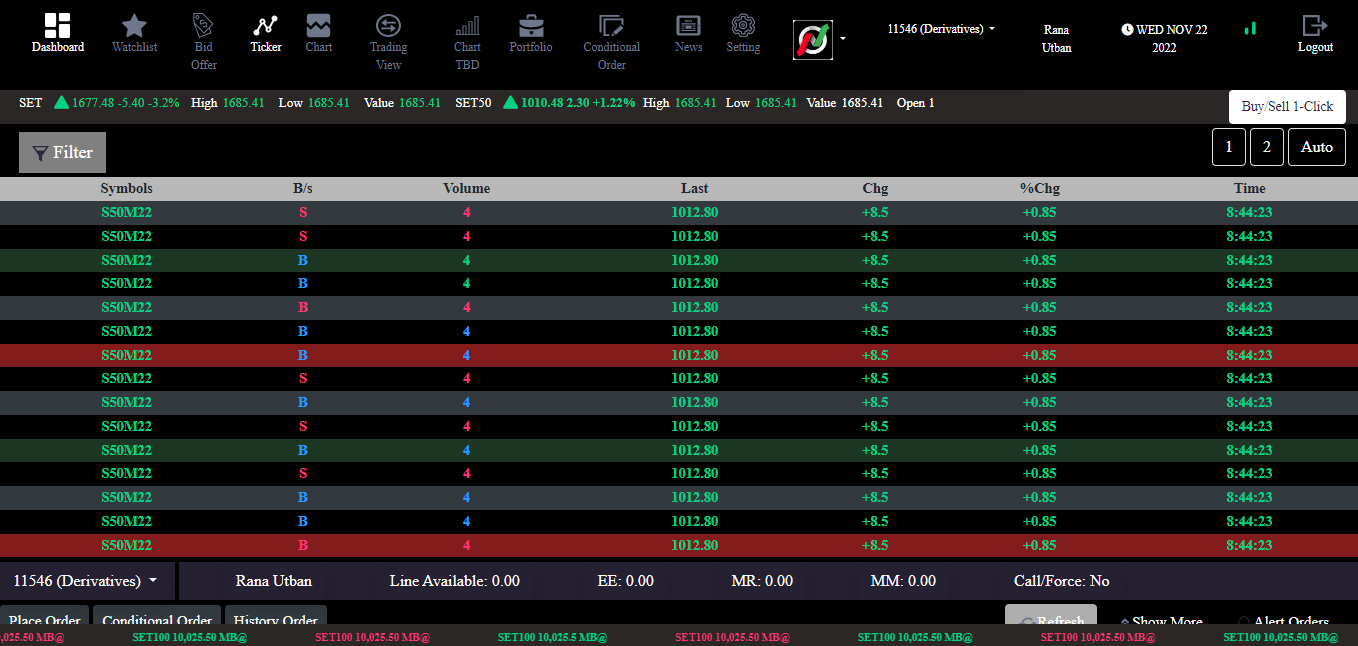 Dashboard Watchlist Bid Offer Ticker Chart Trading View Chart TBD Portfolio Conditional Order News Setting 11546 (Derivatives) Rana Utban WED NOV 22 2022 Logout
SET 1677.48 -5.40 -3.2% High 1685.41 Low 1685.41 Value 1685.41 SET50 1010.48 2.30 +1.22% High 1685.41 Low 1685.41 Value 1685.41 Open 1
Buy/Sell 1-Click
Filter 1 2 Auto
Symbols B/s Volume Last Chg %Chg Time
S50M22 S 4 1012.80 +8.5 +0.85 8:44:23
S50M22 S 4 1012.80 +8.5 +0.85 8:44:23
S50M22 B 4 1012.80 +8.5 +0.85 8:44:23
S50M22 B 4 1012.80 +8.5 +0.85 8:44:23
S50M22 B 4 1012.80 +8.5 +0.85 8:44:23
S50M22 B 4 1012.80 +8.5 +0.85 8:44:23
S50M22 B 4 1012.80 +8.5 +0.85 8:44:23
S50M22 S 4 1012.80 +8.5 +0.85 8:44:23
S50M22 B 4 1012.80 +8.5 +0.85 8:44:23
S50M22 S 4 1012.80 +8.5 +0.85 8:44:23
S50M22 B 4 1012.80 +8.5 +0.85 8:44:23
S50M22 S 4 1012.80 +8.5 +0.85 8:44:23
S50M22 B 4 1012.80 +8.5 +0.85 8:44:23
S50M22 B 4 1012.80 +8.5 +0.85 8:44:23
S50M22 B 4 1012.80 +8.5 +0.85 8:44:23
11546 (Derivatives) Rana Utban Line Available: 0.00 EE: 0.00 MR: 0.00 MM: 0.00 Call/Force: No
Place Order Conditional Order History Order Refresh Show More Alert Orders
,025.50 MB@ SET100 10,025.50 MB@ SET100 10,025.50 MB@ SET100 10,025.5 MB@ SET100 10,025.50 MB@ SET100 10,025.50 MB@ SET100 10,025.50 MB@ SET100 10,025.50 MB@